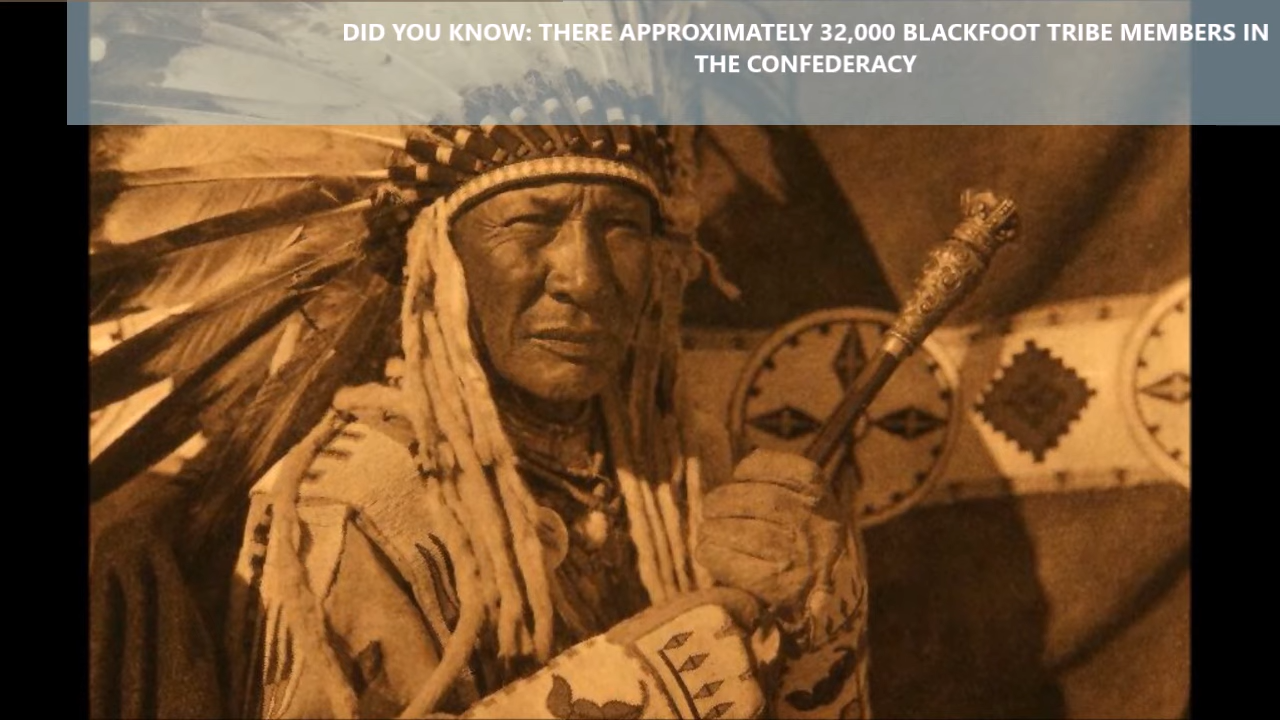 DID YOU KNOW: THERE APPROXIMATELY 32,000 BLACKFOOT TRIBE MEMBERS IN
THE CONFEDERACY